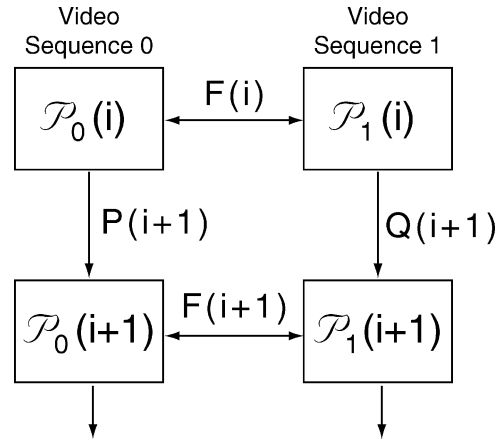 Video Sequence 0
Video Sequence 1
𝒫₀(i)
F(i)
𝒫₁(i)
P(i+1)
Q(i+1)
𝒫₀(i+1)
F(i+1)
𝒫₁(i+1)